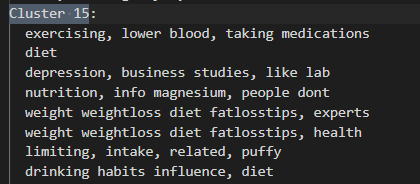 Cluster 15:
exercising, lower blood, taking medications
diet
depression, business studies, like lab
nutrition, info magnesium, people dont
weight weightloss diet fatlosstips, experts
weight weightloss diet fatlosstips, health
limiting, intake, related, puffy
drinking habits influence, diet